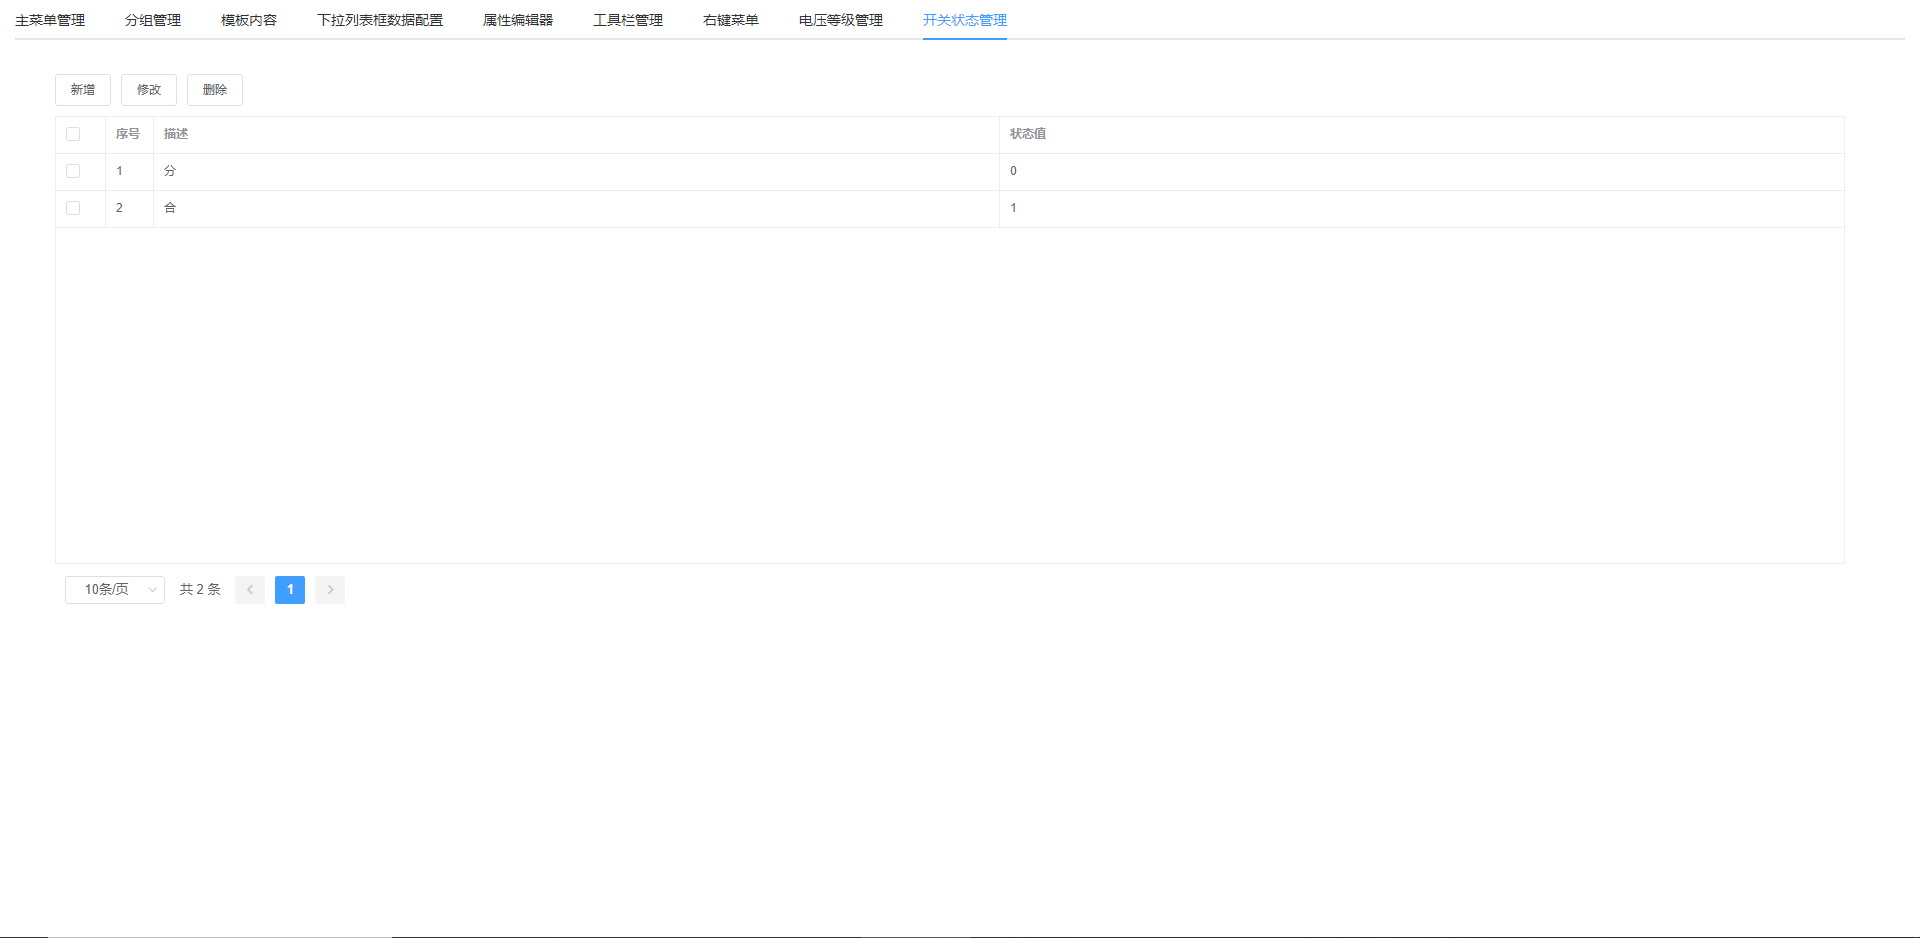 主菜单管理 分组管理 模板内容 下拉列表框数据配置 属性编辑器 工具栏管理 右键菜单 电压等级管理 开关状态管理
新增 修改 删除
序号 描述 状态值
1 分 0
2 合 1
10条/页 共 2 条 1